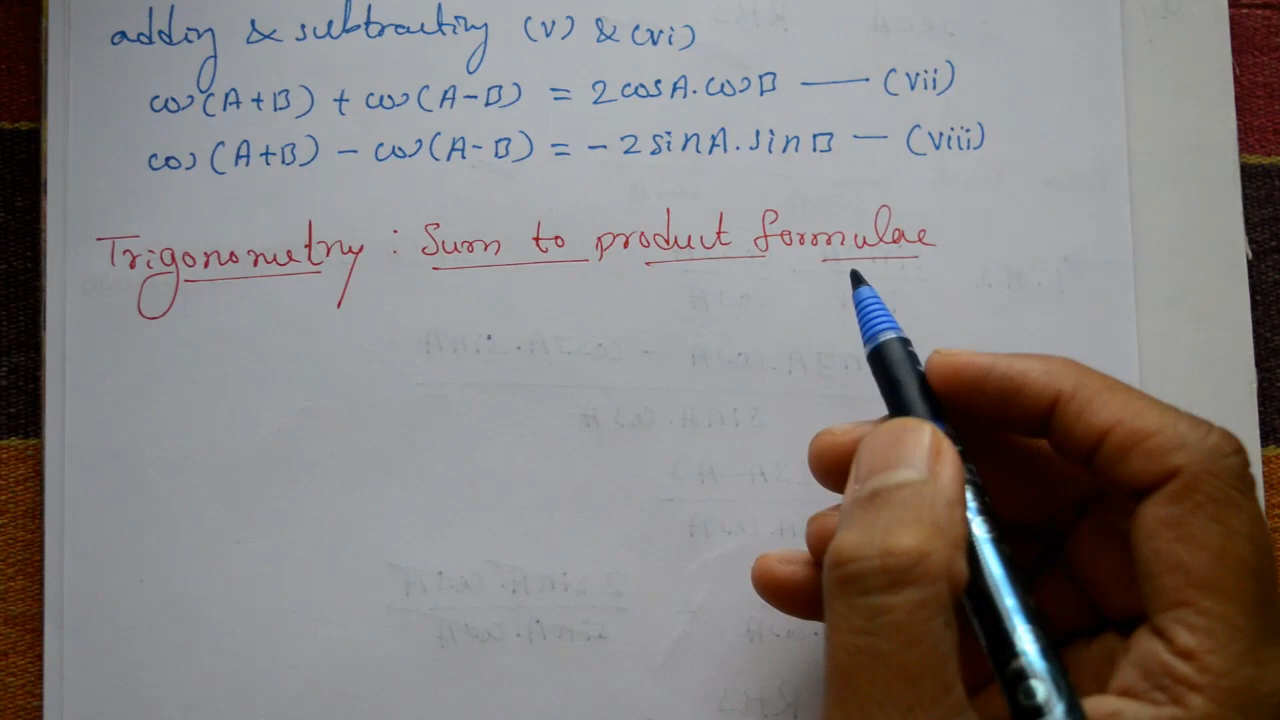 adding & subtracting (v) & (vi)
cos(A+B) + cos(A-B) = 2cosA.cosB — (vii)
cos(A+B) - cos(A-B) = - 2sinA.sinB — (viii)
Trigonometry : Sum to product formulae